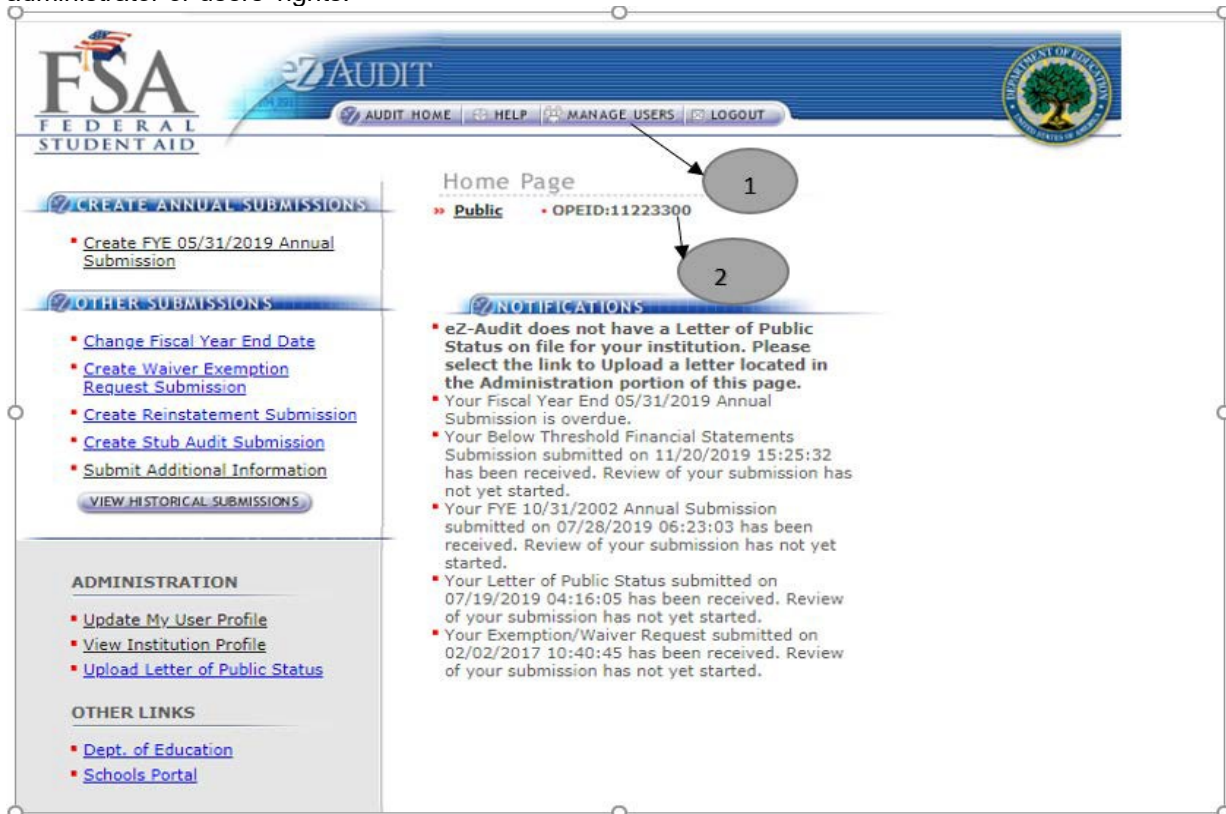 administrator or users' rights.
FSA
FEDERAL
STUDENT AID
eZ AUDIT
AUDIT HOME HELP MANAGE USERS LOGOUT
DEPARTMENT OF EDUCATION
UNITED STATES OF AMERICA
CREATE ANNUAL SUBMISSIONS
Create FYE 05/31/2019 Annual
Submission
OTHER SUBMISSIONS
Change Fiscal Year End Date
Create Waiver Exemption
Request Submission
Create Reinstatement Submission
Create Stub Audit Submission
Submit Additional Information
VIEW HISTORICAL SUBMISSIONS
ADMINISTRATION
Update My User Profile
View Institution Profile
Upload Letter of Public Status
OTHER LINKS
Dept. of Education
Schools Portal
Home Page
1
» Public • OPEID:11223300
2
NOTIFICATIONS
eZ-Audit does not have a Letter of Public
Status on file for your institution. Please
select the link to Upload a letter located in
the Administration portion of this page.
Your Fiscal Year End 05/31/2019 Annual
Submission is overdue.
Your Below Threshold Financial Statements
Submission submitted on 11/20/2019 15:25:32
has been received. Review of your submission has
not yet started.
Your FYE 10/31/2002 Annual Submission
submitted on 07/28/2019 06:23:03 has been
received. Review of your submission has not yet
started.
Your Letter of Public Status submitted on
07/19/2019 04:16:05 has been received. Review
of your submission has not yet started.
Your Exemption/Waiver Request submitted on
02/02/2017 10:40:45 has been received. Review
of your submission has not yet started.